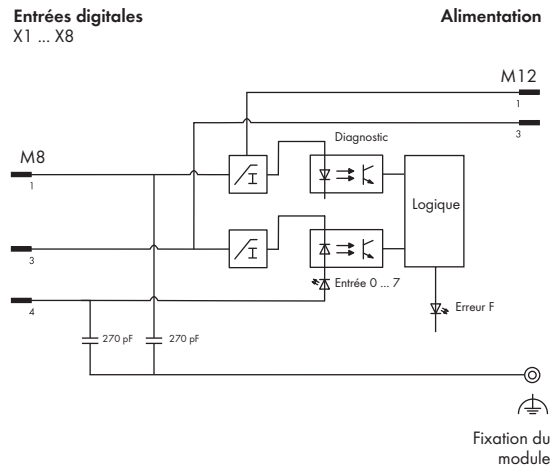 Entrées digitales
X1 ... X8
Alimentation
M12
1
3
Diagnostic
M8
1
Logique
3
Entrée 0 ... 7
4
Erreur F
270 pF
270 pF
Fixation du
module